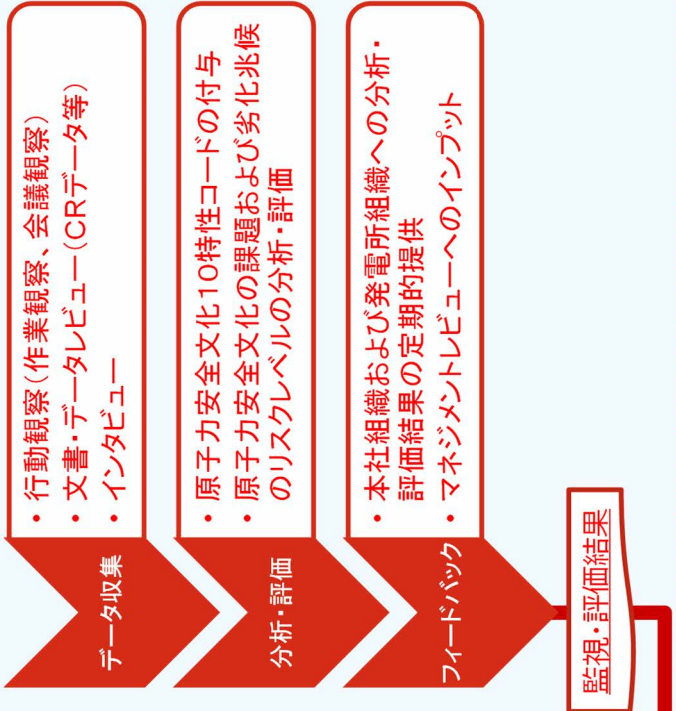 データ収集
・行動観察(作業観察、会議観察)
・文書・データレビュー(CRデータ等)
・インタビュー
分析・評価
・原子力安全文化10特性コードの付与
・原子力安全文化の課題および劣化兆候
のリスクレベルの分析・評価
フィードバック
・本社組織および発電所組織への分析・
評価結果の定期的提供
・マネジメントレビューへのインプット
監視・評価結果